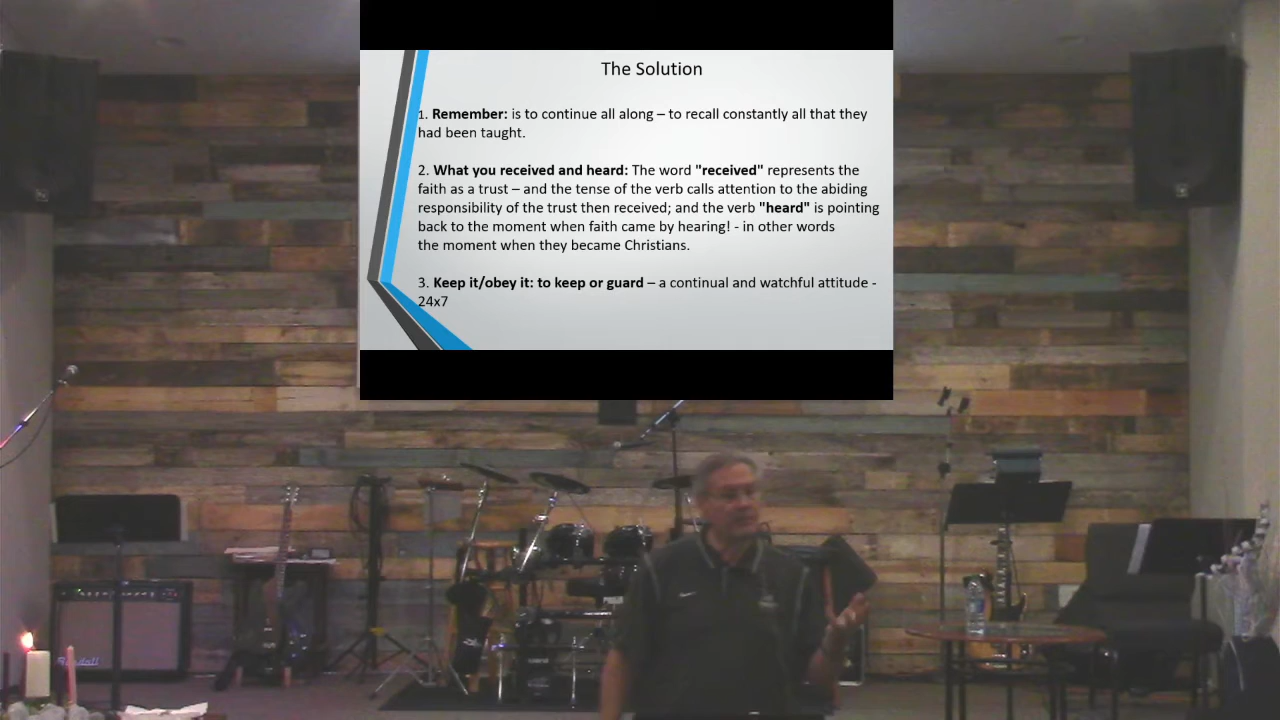 The Solution
1. Remember: is to continue all along – to recall constantly all that they
had been taught.
2. What you received and heard: The word "received" represents the
faith as a trust – and the tense of the verb calls attention to the abiding
responsibility of the trust then received; and the verb "heard" is pointing
back to the moment when faith came by hearing! - in other words
the moment when they became Christians.
3. Keep it/obey it: to keep or guard – a continual and watchful attitude -
24x7
Randall